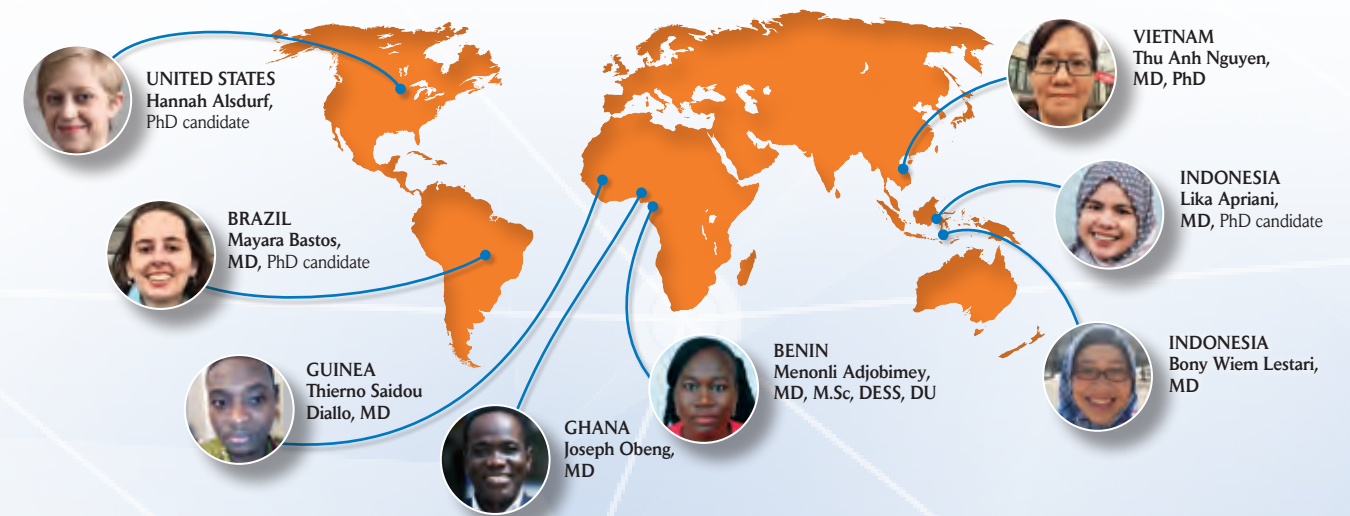 UNITED STATES
Hannah Alsdurf,
PhD candidate
BRAZIL
Mayara Bastos,
MD, PhD candidate
GUINEA
Thierno Saidou
Diallo, MD
GHANA
Joseph Obeng,
MD
BENIN
Menonli Adjobimey,
MD, M.Sc, DESS, DU
VIETNAM
Thu Anh Nguyen,
MD, PhD
INDONESIA
Lika Apriani,
MD, PhD candidate
INDONESIA
Bony Wiem Lestari,
MD